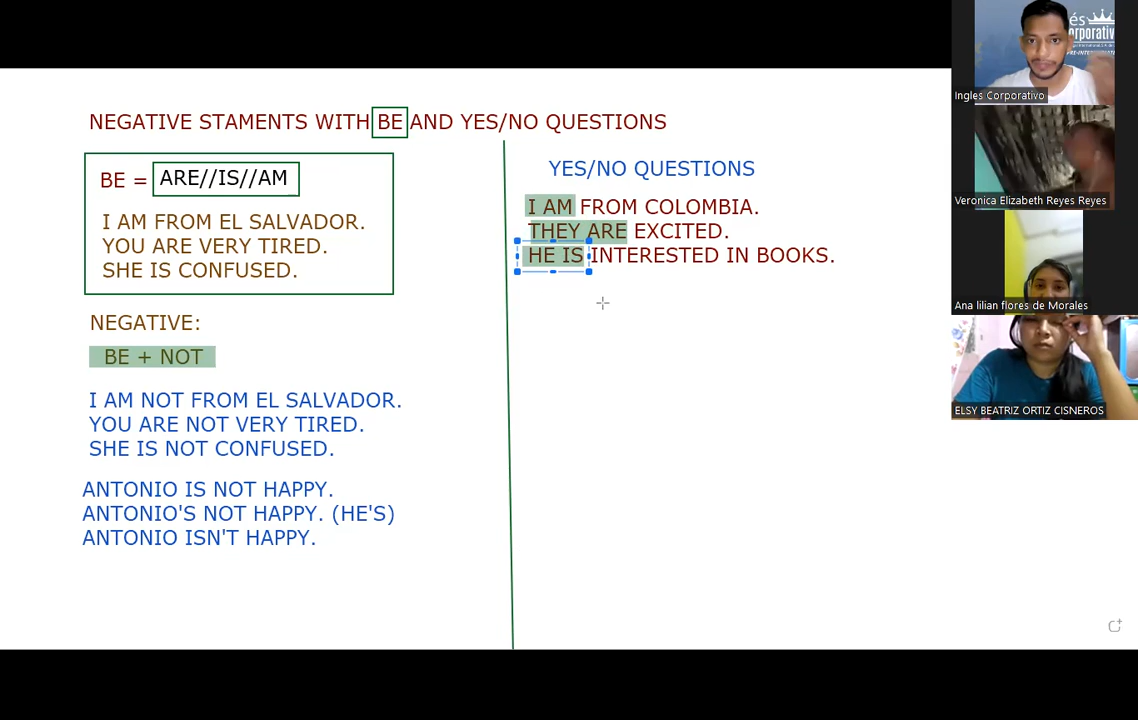 NEGATIVE STAMENTS WITH BE AND YES/NO QUESTIONS
BE = ARE//IS//AM
I AM FROM EL SALVADOR.
YOU ARE VERY TIRED.
SHE IS CONFUSED.
NEGATIVE:
BE + NOT
I AM NOT FROM EL SALVADOR.
YOU ARE NOT VERY TIRED.
SHE IS NOT CONFUSED.
ANTONIO IS NOT HAPPY.
ANTONIO'S NOT HAPPY. (HE'S)
ANTONIO ISN'T HAPPY.
YES/NO QUESTIONS
I AM FROM COLOMBIA.
THEY ARE EXCITED.
HE IS INTERESTED IN BOOKS.
Ingles Corporativo
Veronica Elizabeth Reyes Reyes
Ana lilian flores de Morales
ELSY BEATRIZ ORTIZ CISNEROS